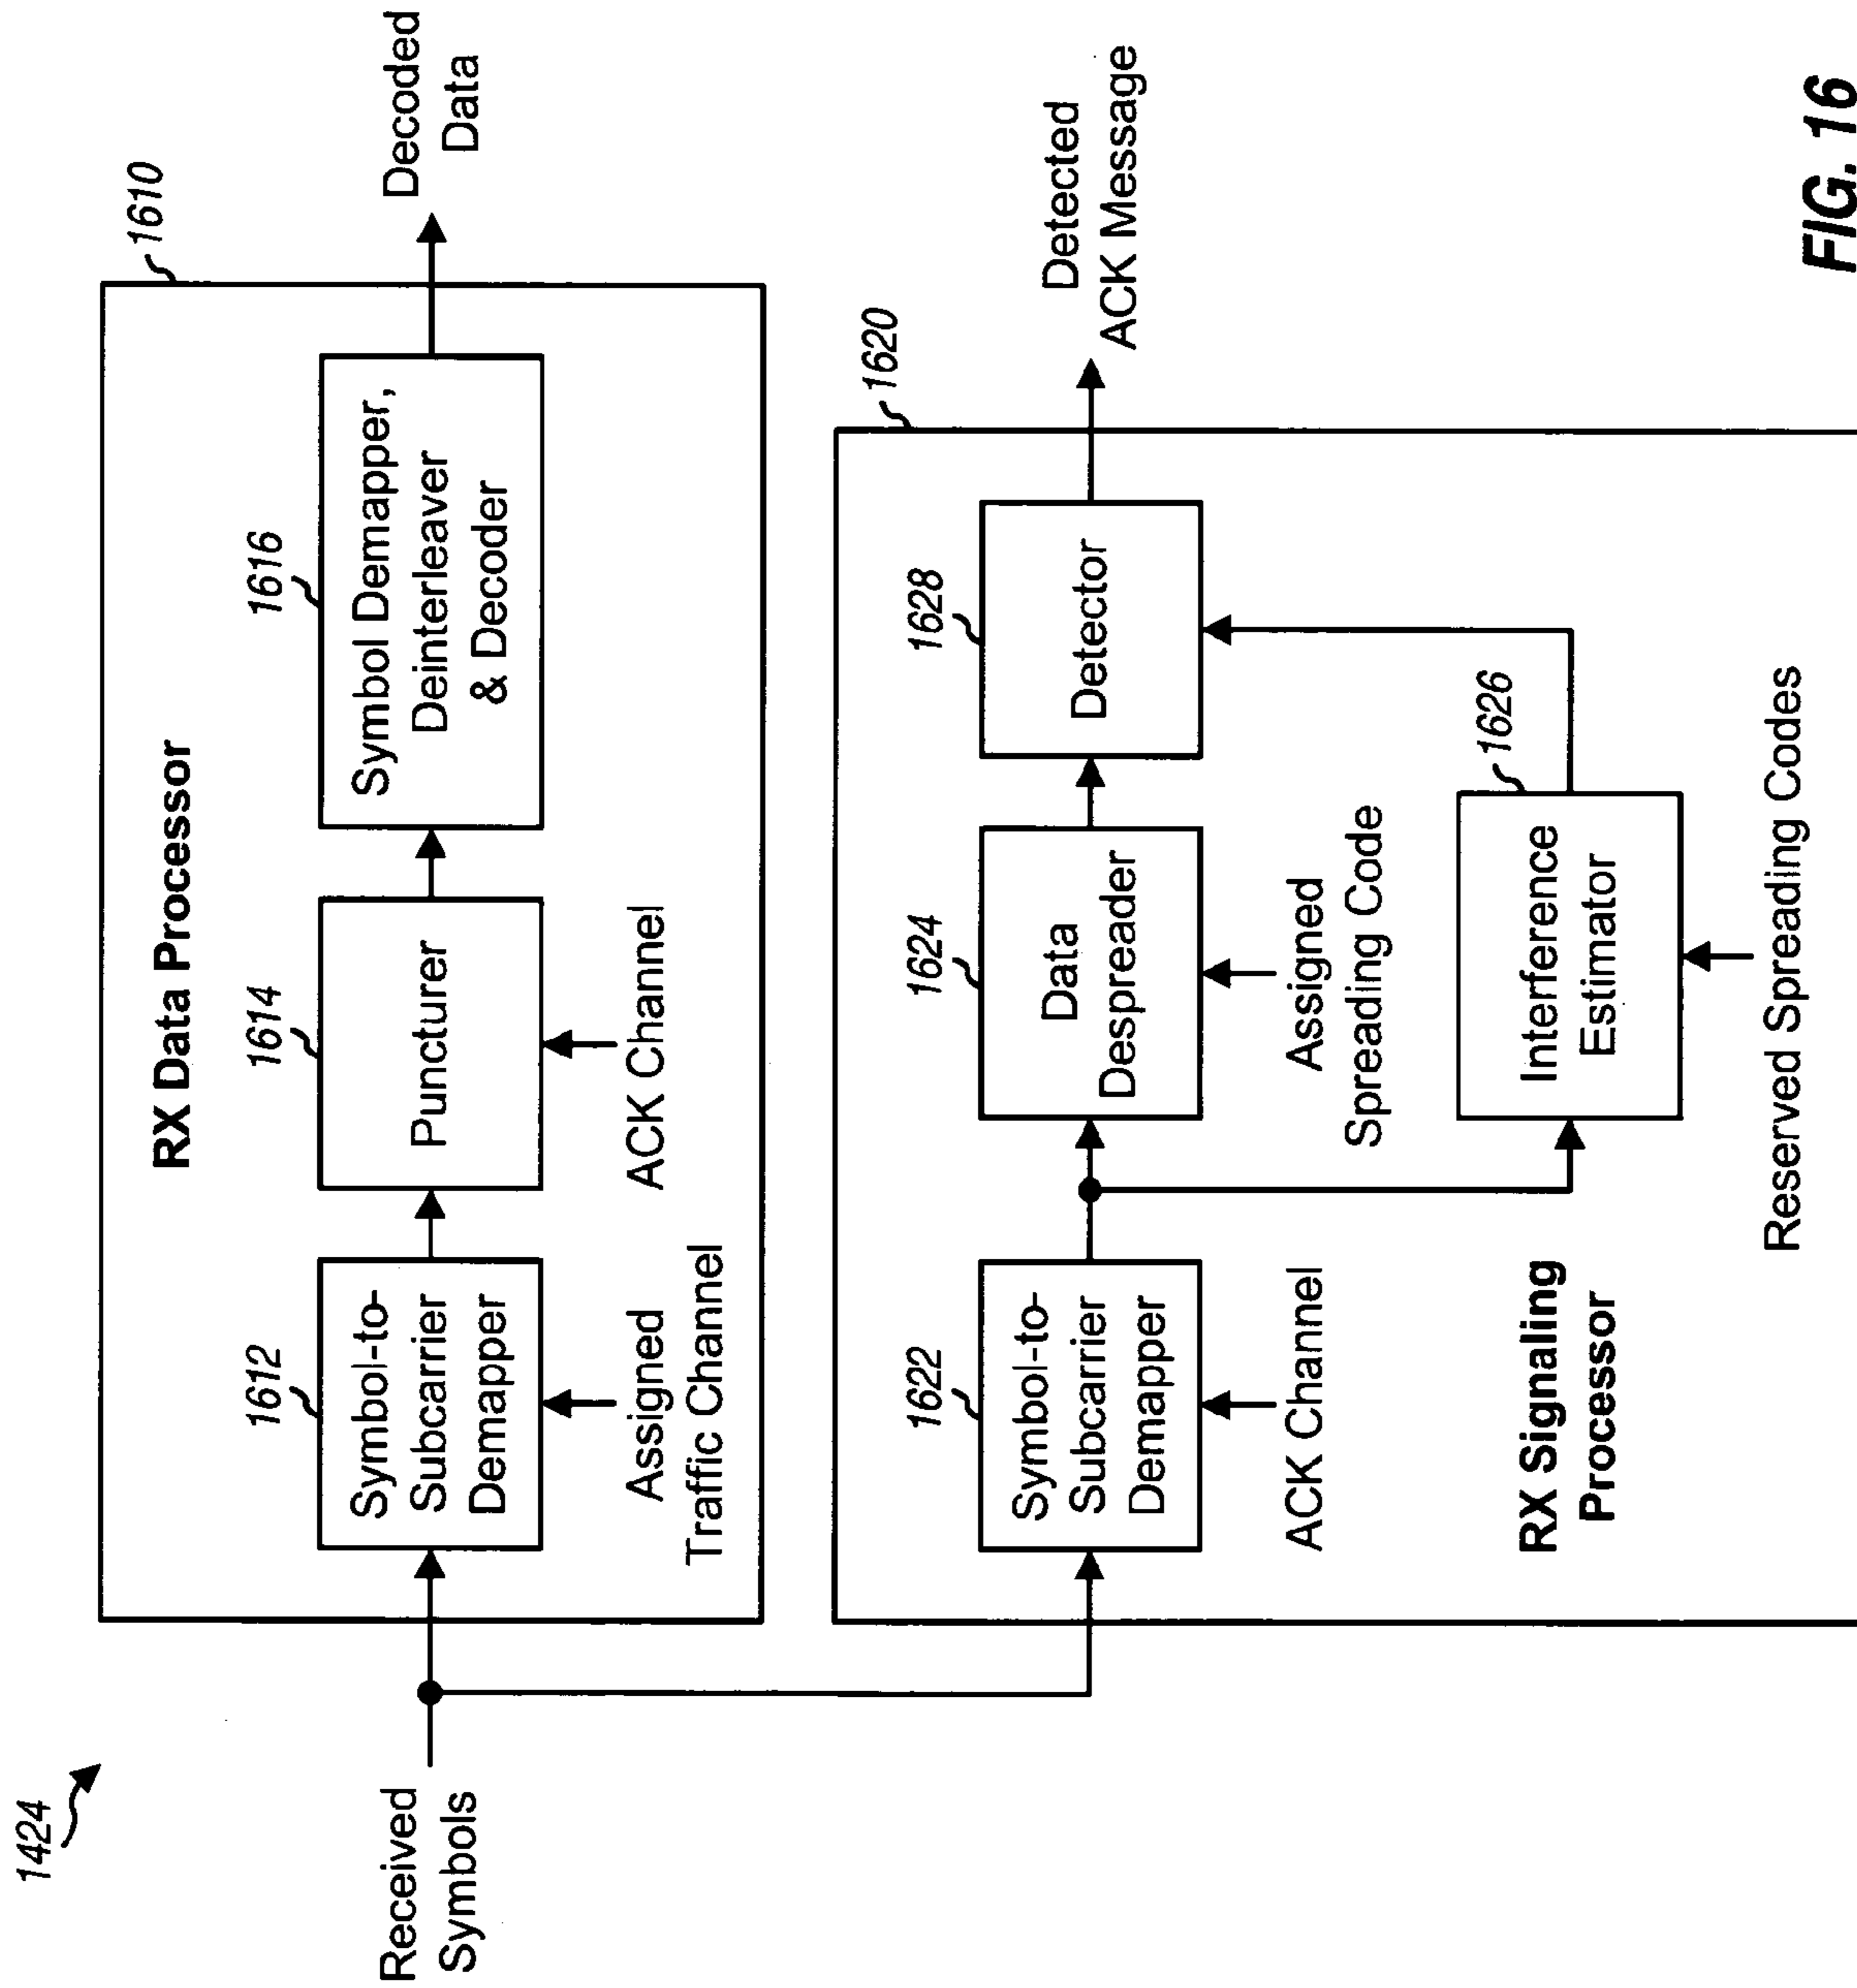 1424
Received
Symbols
1610
RX Data Processor
1612
Symbol-to-
Subcarrier
Demapper
Assigned
Traffic Channel
1614
Puncturer
ACK Channel
1616
Symbol Demapper,
Deinterleaver
& Decoder
Decoded
Data
1620
1622
Symbol-to-
Subcarrier
Demapper
ACK Channel
1624
Data
Despreader
Assigned
Spreading Code
1628
Detector
Detected
ACK Message
1626
Interference
Estimator
Reserved Spreading Codes
RX Signaling
Processor
FIG. 16